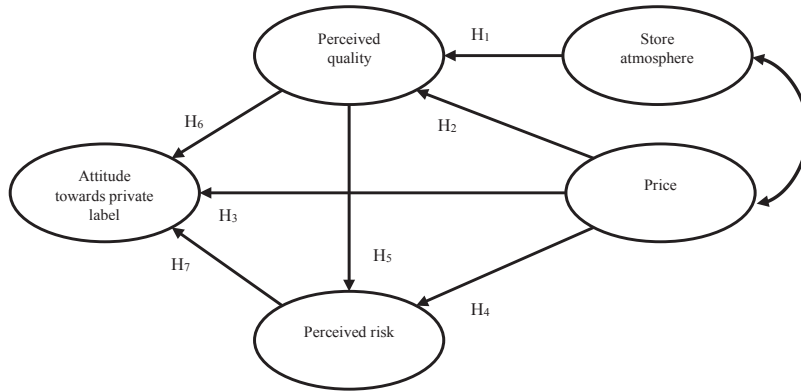 Perceived
quality
H1
Store
atmosphere
H6
H2
Attitude
towards private
label
Price
H3
H5
H7
H4
Perceived risk